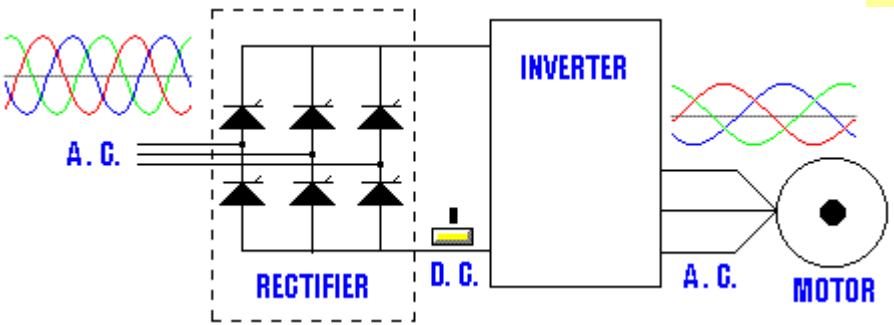 INVERTER
A. C.
RECTIFIER
D. C.
A. C.
MOTOR